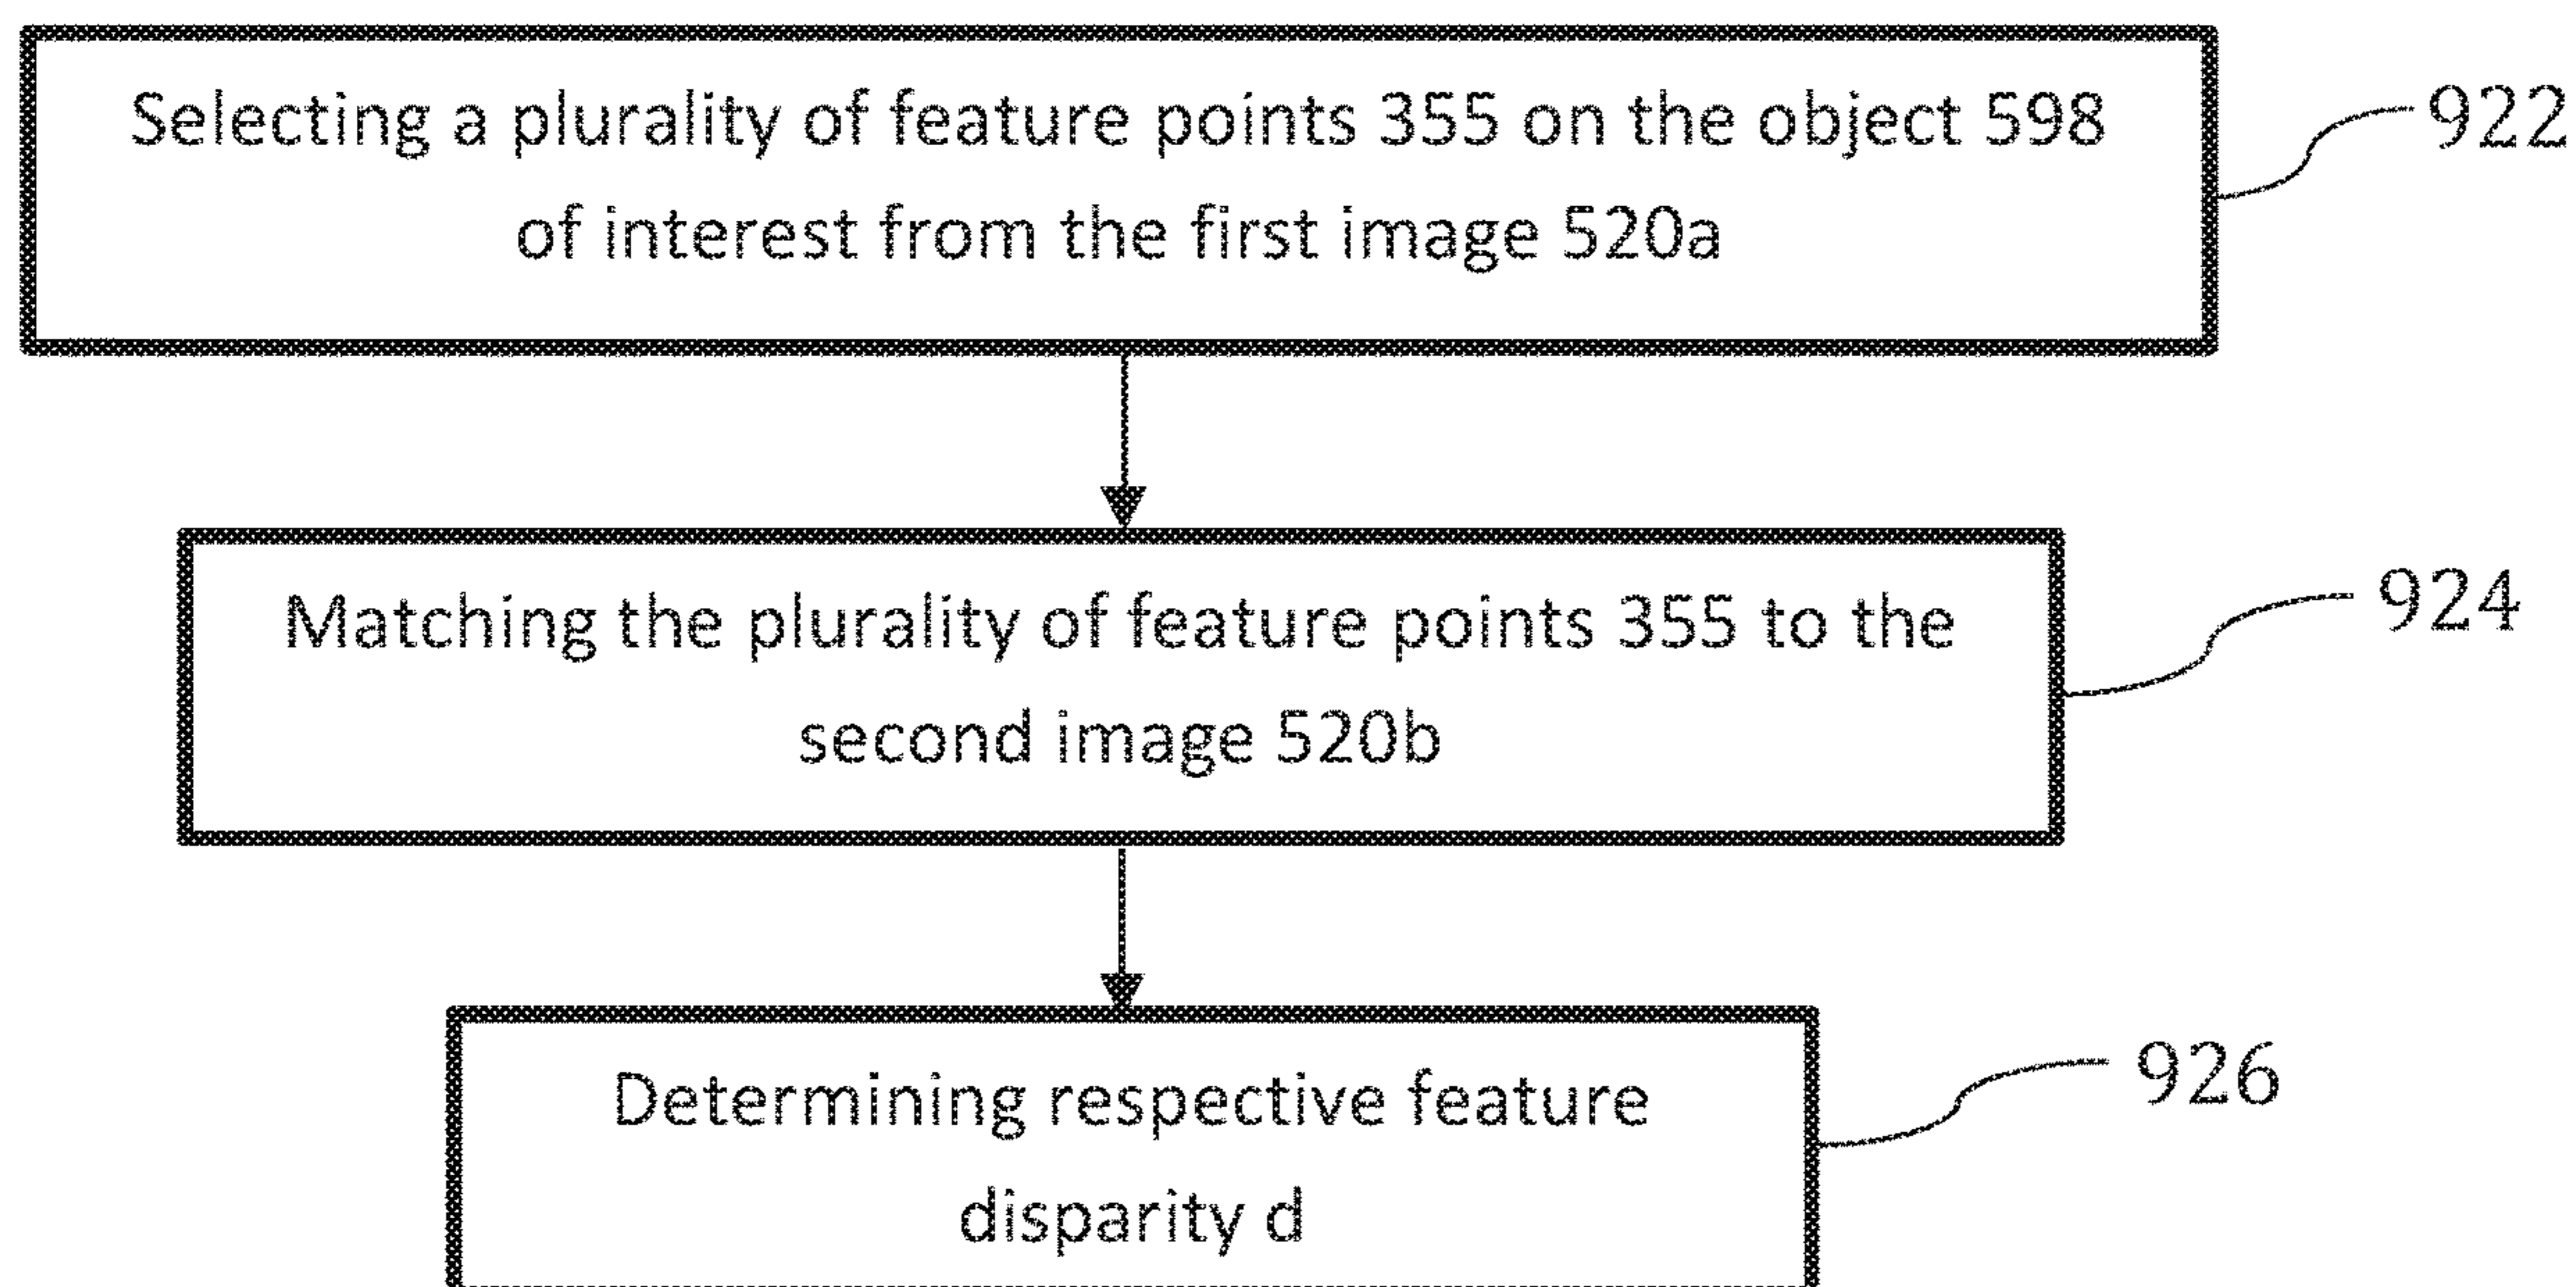 Selecting a plurality of feature points 355 on the object 598
of interest from the first image 520a
922
Matching the plurality of feature points 355 to the
second image 520b
924
Determining respective feature
disparity d
926